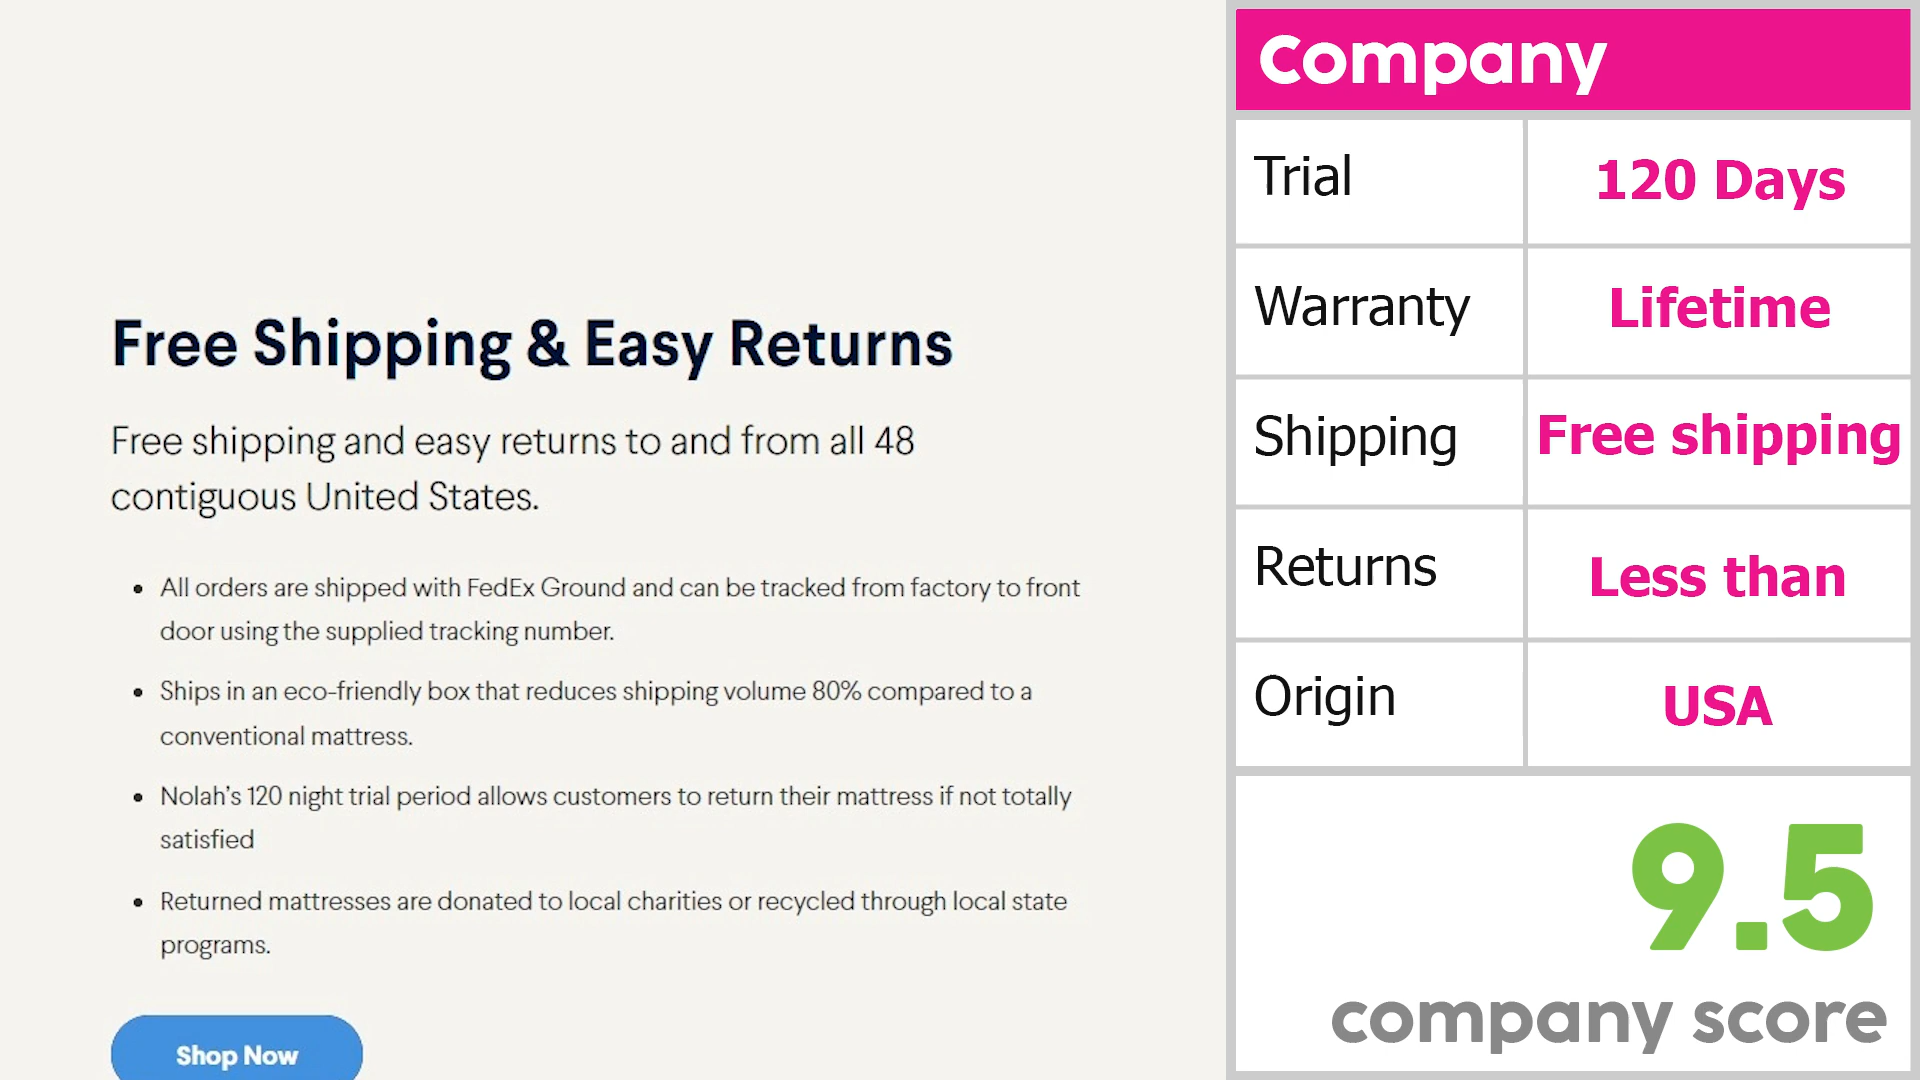 Free Shipping & Easy Returns
Free shipping and easy returns to and from all 48
contiguous United States.
• All orders are shipped with FedEx Ground and can be tracked from factory to front
door using the supplied tracking number.
• Ships in an eco-friendly box that reduces shipping volume 80% compared to a
conventional mattress.
• Nolah’s 120 night trial period allows customers to return their mattress if not totally
satisfied
• Returned mattresses are donated to local charities or recycled through local state
programs.
Shop Now
Company
Trial 120 Days
Warranty Lifetime
Shipping Free shipping
Returns Less than
Origin USA
9.5
company score